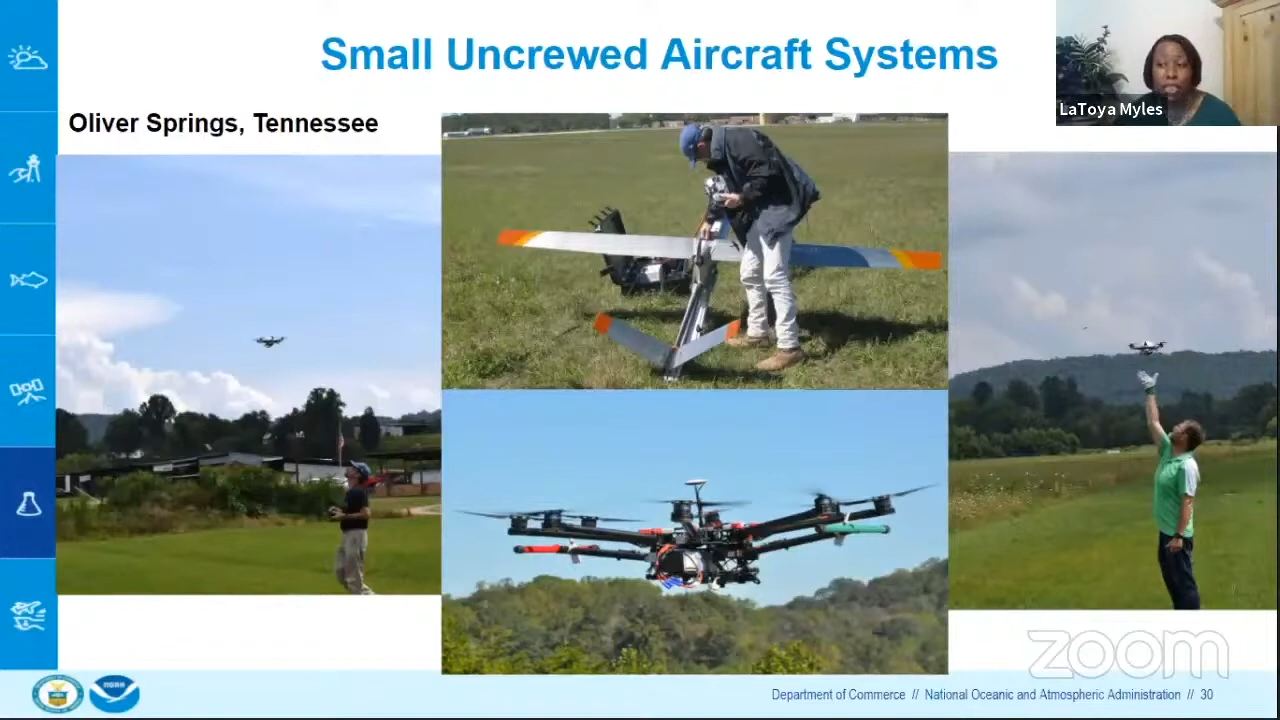 Small Uncrewed Aircraft Systems
LaToya Myles
Oliver Springs, Tennessee
zoom
NOAA
Department of Commerce // National Oceanic and Atmospheric Administration // 30